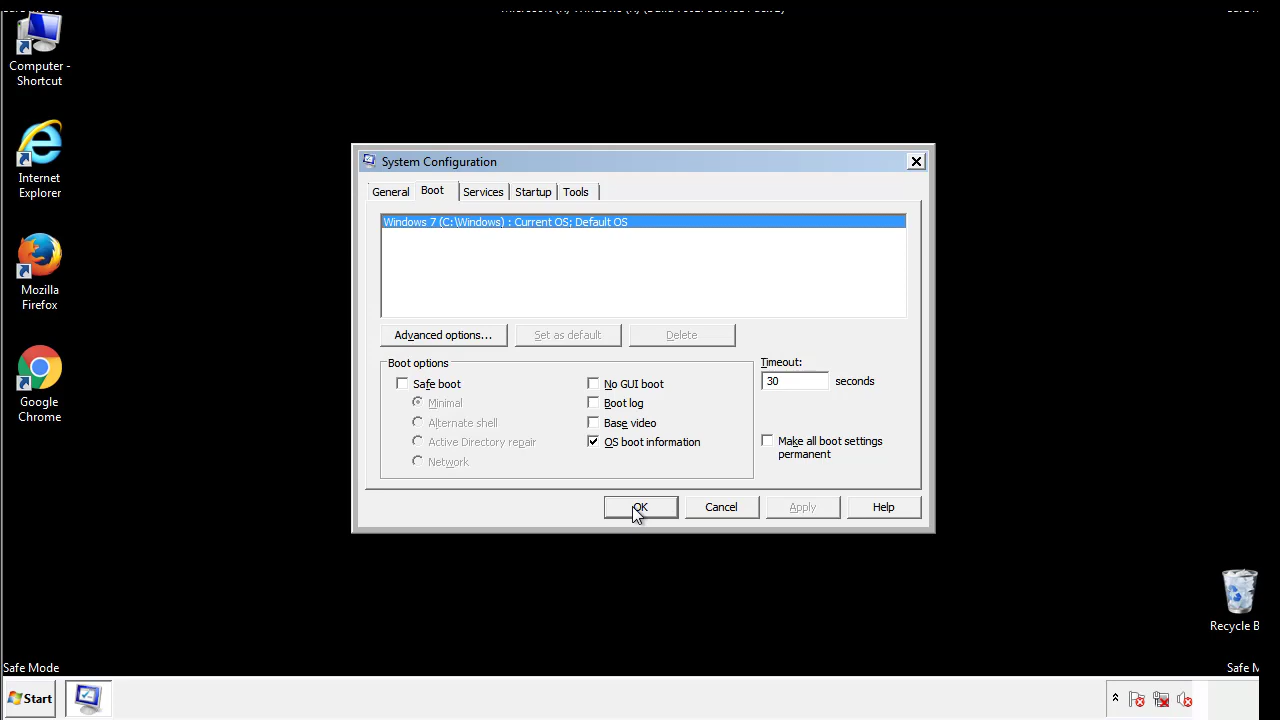 Computer -
Shortcut
Internet
Explorer
Mozilla
Firefox
Google
Chrome
System Configuration
General Boot Services Startup Tools
Windows 7 (C:\Windows) : Current OS; Default OS
Advanced options... Set as default Delete
Boot options
Safe boot
Minimal
Alternate shell
Active Directory repair
Network
No GUI boot
Boot log
Base video
OS boot information
Timeout:
30 seconds
Make all boot settings
permanent
OK Cancel Apply Help
Recycle B
Safe Mode
Safe M
Start